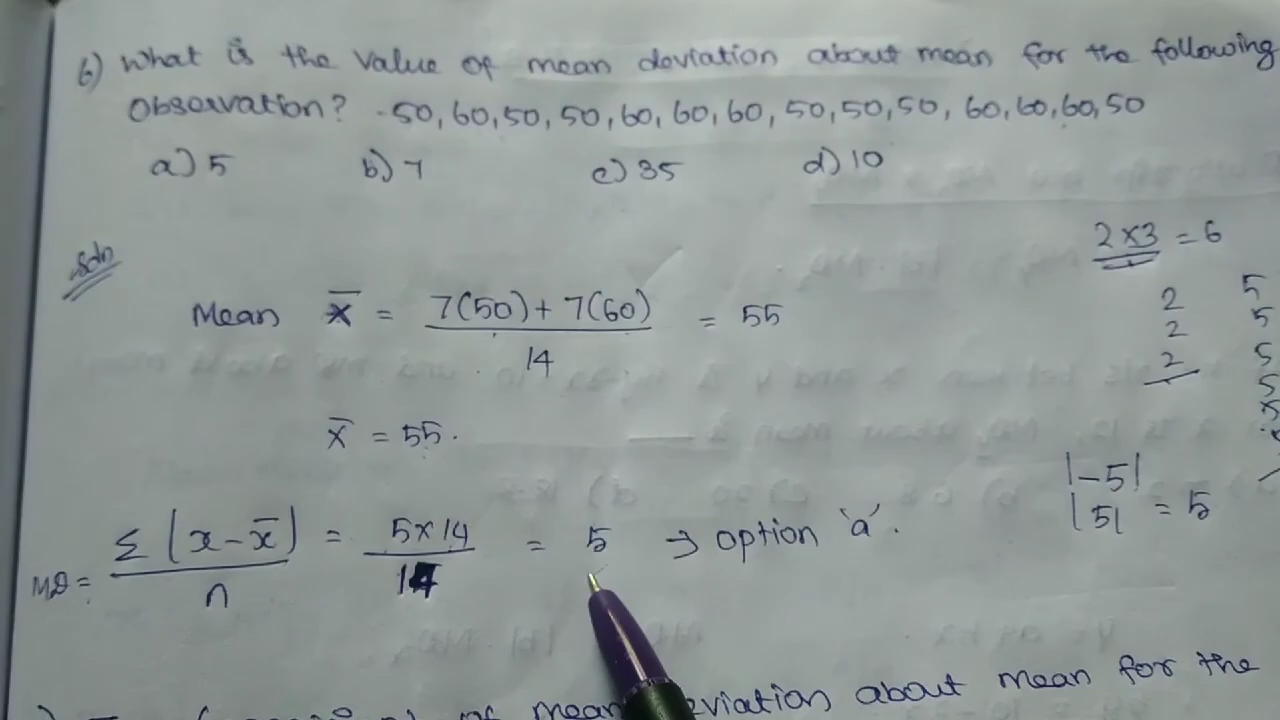 6) What is the value of mean deviation about mean for the following
Observation? 50, 60, 50, 50, 60, 60, 60, 50, 50, 50, 60, 60, 60, 50
a) 5 b) 7 c) 35 d) 10
Soln
2 × 3 = 6
2 5
2 5
2 5
5
Mean x̄ = 7(50) + 7(60) / 14 = 55
x̄ = 55.
|-5|
|5| = 5
MD = Σ |x - x̄| / n = 5 × 14 / 14 = 5 → option 'a'.
of mean deviation about mean for the